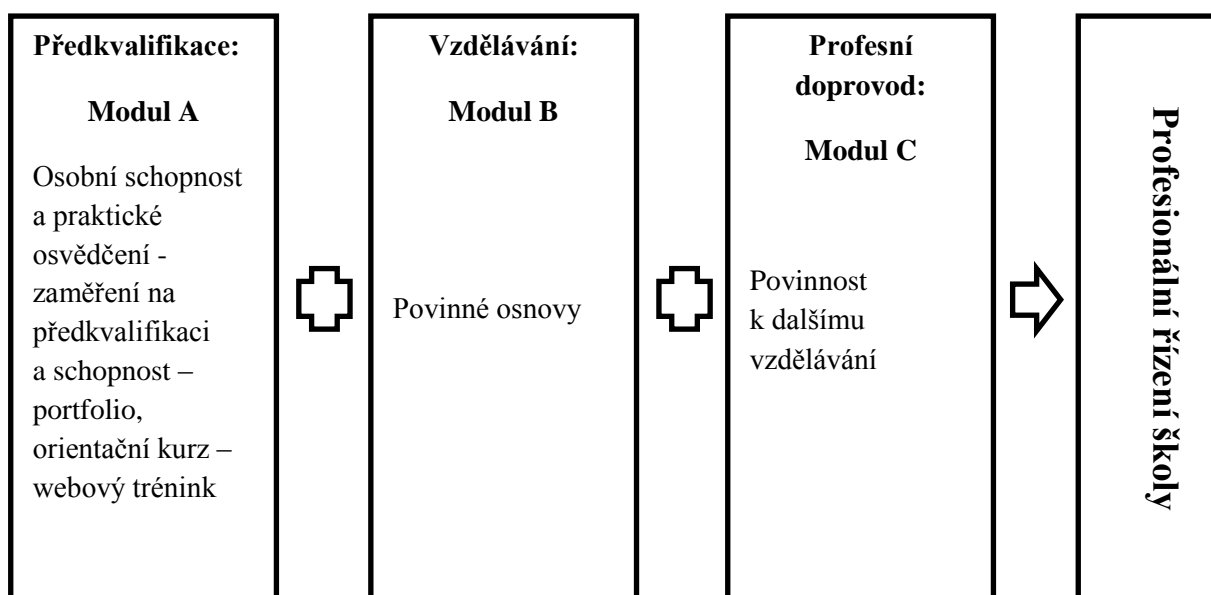 Předkvalifikace:
Modul A
Osobní schopnost
a praktické
osvědčení -
zaměření na
předkvalifikaci
a schopnost –
portfolio,
orientační kurz –
webový trénink
Vzdělávání:
Modul B
Povinné osnovy
Profesní
doprovod:
Modul C
Povinnost
k dalšímu
vzdělávání
Profesionální řízení školy